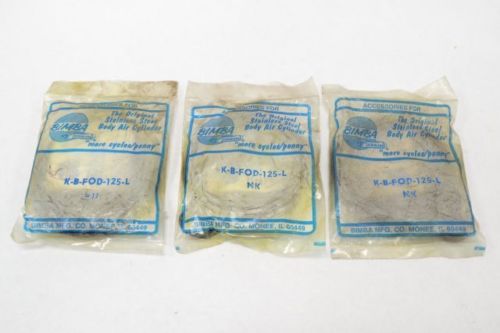 ACCESSORIES FOR
BIMBA
The Original
Stainless Steel
Body Air Cylinder
"more cycles/penny"
K-B-FOD-125-L
BIMBA MFG. CO. MONEE, IL 60449
ACCESSORIES FOR
BIMBA
The Original
Stainless Steel
Body Air Cylinder
"more cycles/penny"
K-B-FOD-125-L
NK
BIMBA MFG. CO. MONEE, IL 60449
ACCESSORIES FOR
BIMBA
The Original
Stainless Steel
Body Air Cylinder
"more cycles/penny"
K-B-FOD-125-L
NK
BIMBA MFG. CO. MONEE, IL 60449